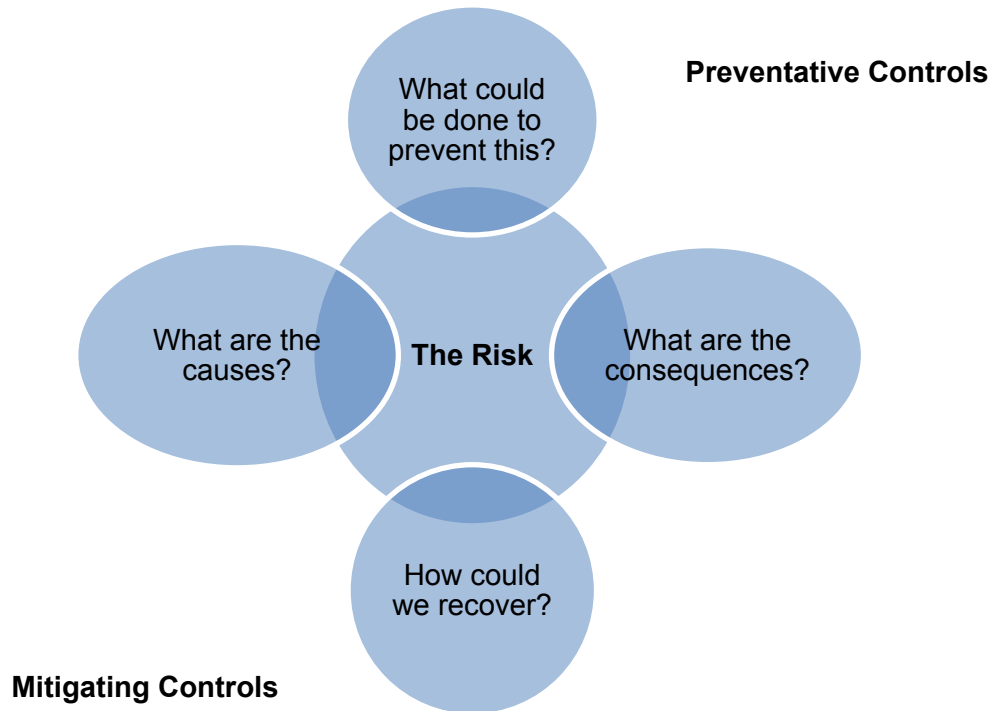 Preventative Controls
What could
be done to
prevent this?
What are the
causes?
The Risk
What are the
consequences?
How could
we recover?
Mitigating Controls